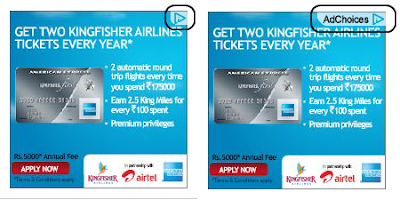 GET TWO KINGFISHER AIRLINES
TICKETS EVERY YEAR*
AMERICAN EXPRESS
• 2 automatic round
trip flights every time
you spend ₹175000
• Earn 2.5 King Miles for
every ₹100 spent
• Premium privileges
Rs.5000* Annual Fee
APPLY NOW
*Terms & Conditions apply
KINGFISHER
AIRLINES
in partnership with
airtel
AdChoices
GET TWO KINGFISHER AIRLINES
TICKETS EVERY YEAR*
AMERICAN EXPRESS
• 2 automatic round
trip flights every time
you spend ₹175000
• Earn 2.5 King Miles for
every ₹100 spent
• Premium privileges
Rs.5000* Annual Fee
APPLY NOW
*Terms & Conditions apply
KINGFISHER
AIRLINES
in partnership with
airtel